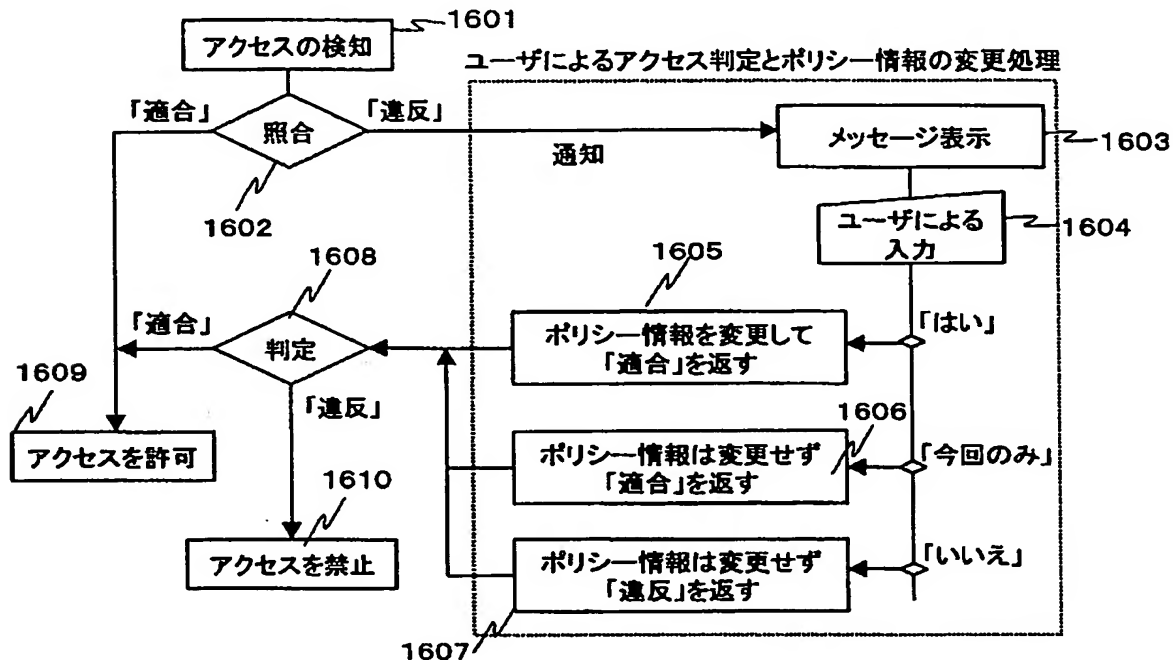 1601
アクセスの検知
ユーザによるアクセス判定とポリシー情報の変更処理
「適合」
「違反」
照合
通知
メッセージ表示
1603
1602
ユーザによる
入力
1604
1608
1605
「適合」
判定
ポリシー情報を変更して
「適合」を返す
「はい」
1609
「違反」
アクセスを許可
1606
ポリシー情報は変更せず
「適合」を返す
「今回のみ」
1610
アクセスを禁止
ポリシー情報は変更せず
「違反」を返す
「いいえ」
1607